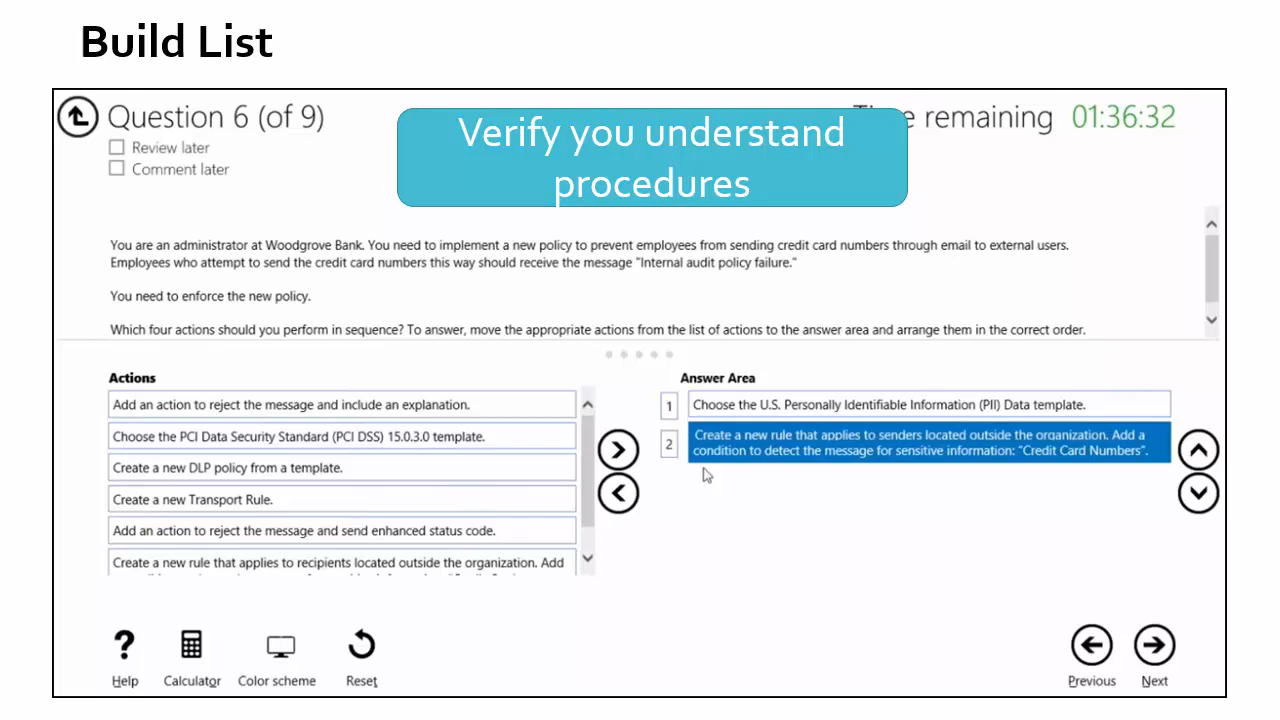 Build List
Question 6 (of 9)
Review later
Comment later
Verify you understand
procedures
remaining 01:36:32
You are an administrator at Woodgrove Bank. You need to implement a new policy to prevent employees from sending credit card numbers through email to external users.
Employees who attempt to send the credit card numbers this way should receive the message "Internal audit policy failure."
You need to enforce the new policy.
Which four actions should you perform in sequence? To answer, move the appropriate actions from the list of actions to the answer area and arrange them in the correct order.
Actions
Add an action to reject the message and include an explanation.
Choose the PCI Data Security Standard (PCI DSS) 15.0.3.0 template.
Create a new DLP policy from a template.
Create a new Transport Rule.
Add an action to reject the message and send enhanced status code.
Create a new rule that applies to recipients located outside the organization. Add
Answer Area
1 Choose the U.S. Personally Identifiable Information (PII) Data template.
2 Create a new rule that applies to senders located outside the organization. Add a
condition to detect the message for sensitive information: "Credit Card Numbers".
Help
Calculator
Color scheme
Reset
Previous
Next